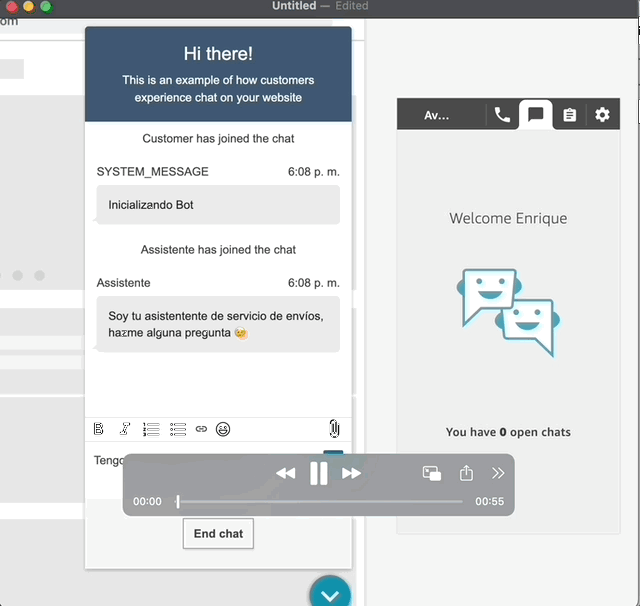 Untitled — Edited
om
Hi there!
This is an example of how customers
experience chat on your website
Customer has joined the chat
SYSTEM_MESSAGE 6:08 p. m.
Inicializando Bot
Assistente has joined the chat
Assistente 6:08 p. m.
Soy tu asistentente de servicio de envíos,
hazme alguna pregunta 🤓
B I
Tengo
00:00 00:55
End chat
Av...
Welcome Enrique
You have 0 open chats